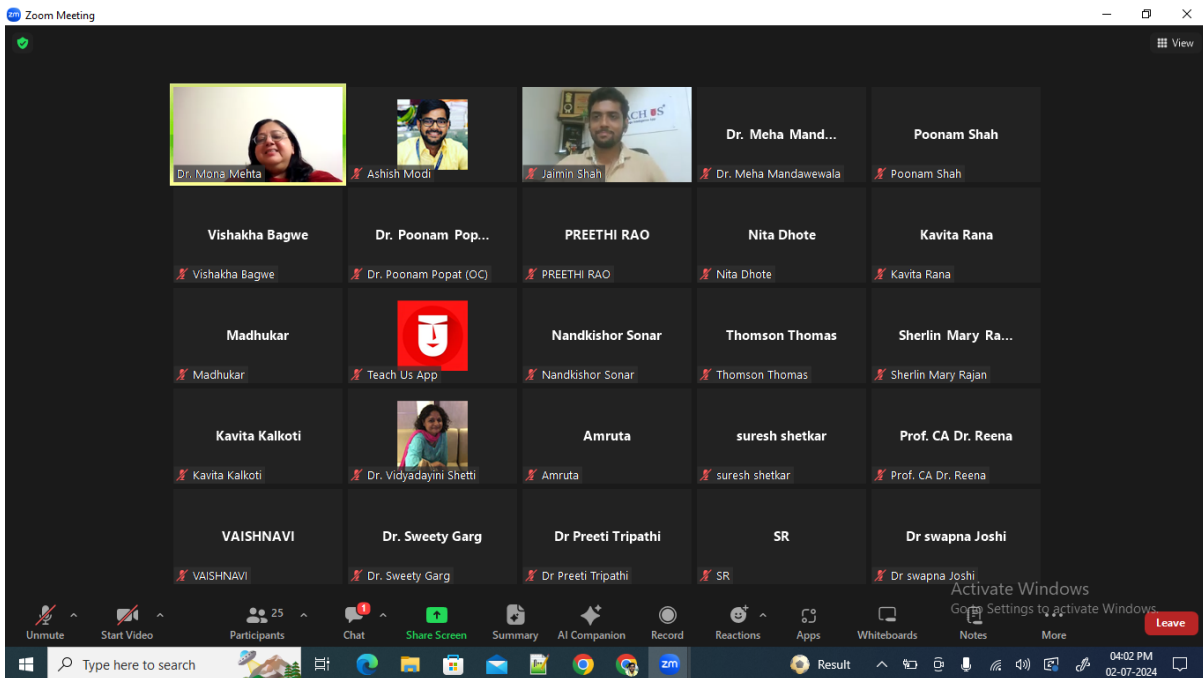 zm Zoom Meeting
View
CH US
Dr. Mona Mehta
Ashish Modi
Jaimin Shah
Dr. Meha Mand...
Dr. Meha Mandawewala
Poonam Shah
Poonam Shah
Vishakha Bagwe
Vishakha Bagwe
Dr. Poonam Pop...
Dr. Poonam Popat (OC)
PREETHI RAO
PREETHI RAO
Nita Dhote
Nita Dhote
Kavita Rana
Kavita Rana
Madhukar
Madhukar
Teach Us App
Nandkishor Sonar
Nandkishor Sonar
Thomson Thomas
Thomson Thomas
Sherlin Mary Ra...
Sherlin Mary Rajan
Kavita Kalkoti
Kavita Kalkoti
Dr. Vidyadayini Shetti
Amruta
Amruta
suresh shetkar
suresh shetkar
Prof. CA Dr. Reena
Prof. CA Dr. Reena
VAISHNAVI
VAISHNAVI
Dr. Sweety Garg
Dr. Sweety Garg
Dr Preeti Tripathi
Dr Preeti Tripathi
SR
SR
Dr swapna Joshi
Dr swapna Joshi
Activate Windows
Go to Settings to activate Windows.
Unmute
Start Video
25
Participants
1
Chat
Share Screen
Summary
AI Companion
Record
Reactions
Apps
Whiteboards
Notes
More
Leave
Type here to search
zm
Result
04:02 PM
02-07-2024